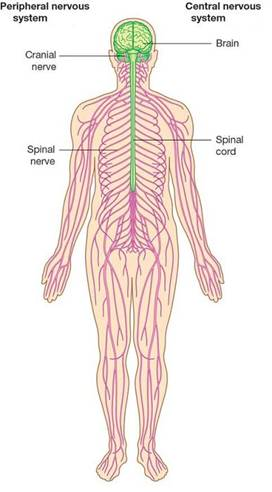 Peripheral nervous
system
Central nervous
system
Brain
Cranial
nerve
Spinal
cord
Spinal
nerve